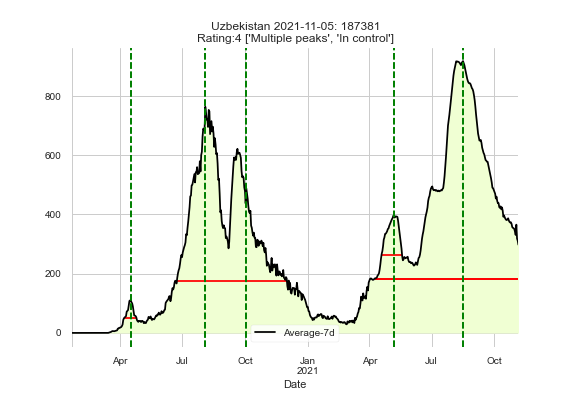 Uzbekistan 2021-11-05: 187381
Rating:4 ['Multiple peaks', 'In control']
800
600
400
200
0
Average-7d
Apr
Jul
Oct
Jan
2021
Apr
Jul
Oct
Date